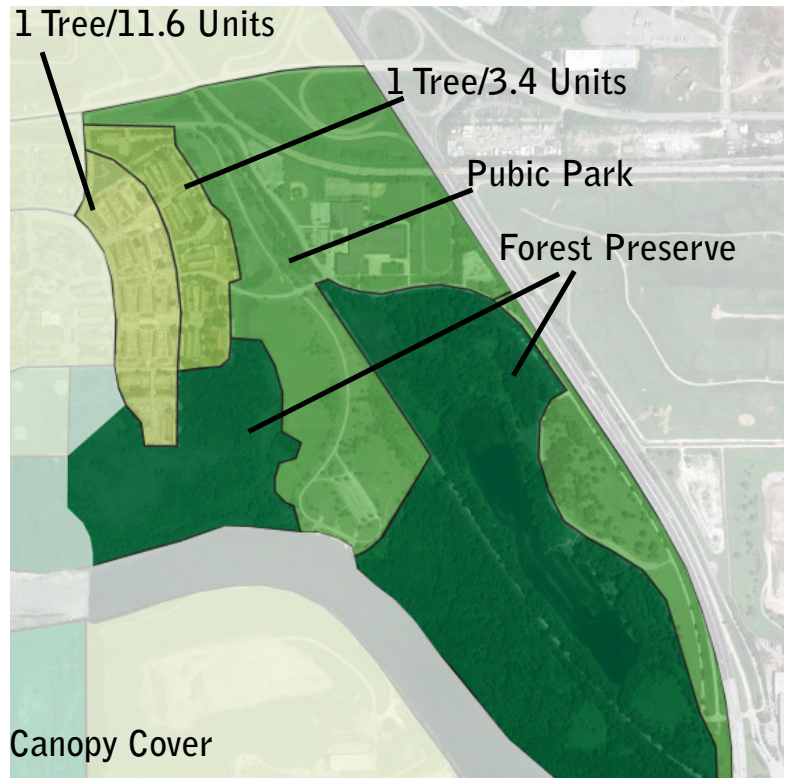 1 Tree/11.6 Units
1 Tree/3.4 Units
Pubic Park
Forest Preserve
Canopy Cover